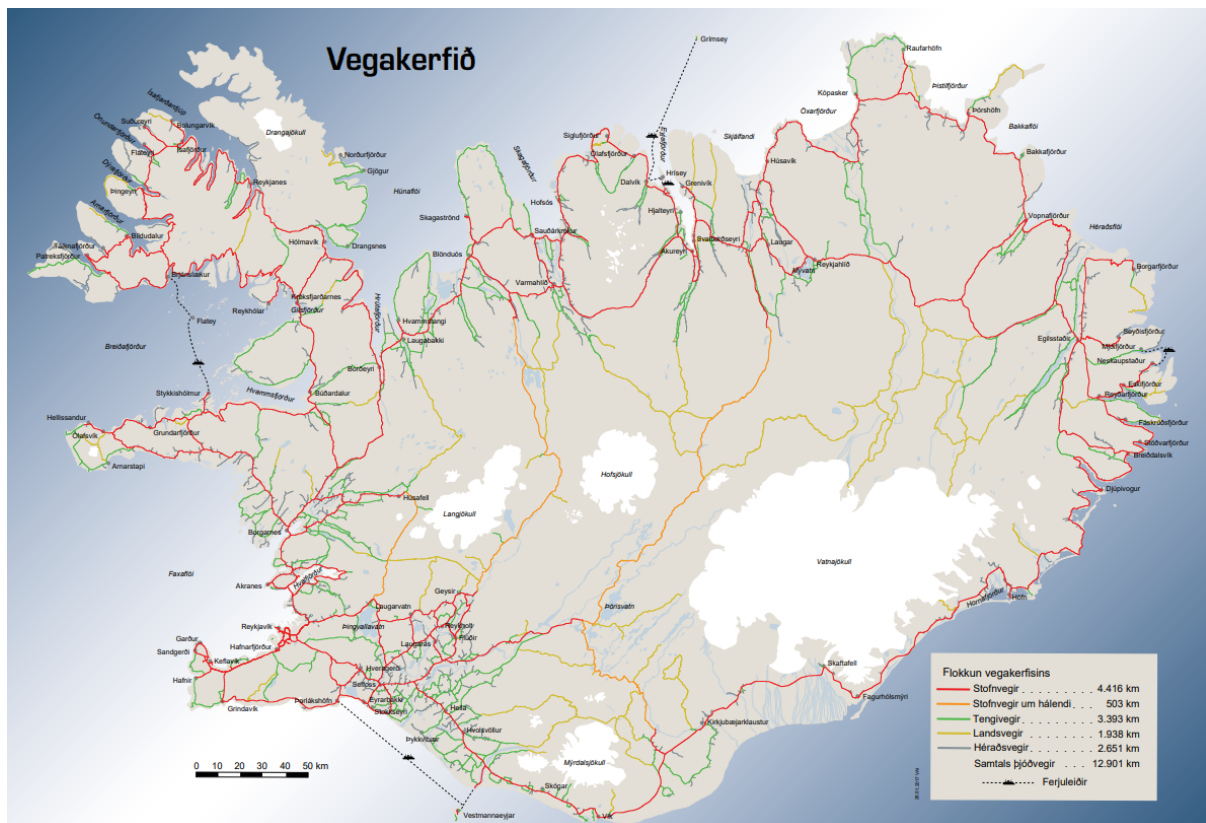 Vegakerfið
Grímsey
Raufarhöfn
Kópasker
Þistilfjörður
Þórshöfn
Öxarfjörður
Bakkaflói
Bakkafjörður
Ísafjarðardjúp
Suðureyri
Bolungarvík
Önundarfjörður
Flateyri
Ísafjörður
Drangajökull
Dýrafjörður
Þingeyri
Norðurfjörður
Gjögur
Reykjanes
Arnarfjörður
Húnaflói
Bíldudalur
Tálknafjörður
Patreksfjörður
Hólmavík
Drangsnes
Brjánslækur
Króksfjarðarnes
Gilsfjörður
Reykhólar
Hrútafjörður
Flatey
Breiðafjörður
Siglufjörður
Ólafsfjörður
Eyjafjörður
Skjálfandi
Skagafjörður
Dalvík
Hrísey
Grenivík
Húsavík
Hofsós
Hjalteyri
Skagaströnd
Sauðárkrókur
Svalbarðseyri
Laugar
Akureyri
Blönduós
Mývatn
Reykjahlíð
Varmahlíð
Vopnafjörður
Héraðsflói
Borgarfjörður
Hvammstangi
Laugabakki
Borðeyri
Búðardalur
Hvammsfjörður
Stykkishólmur
Egilsstaðir
Seyðisfjörður
Mjóifjörður
Neskaupstaður
Eskifjörður
Reyðarfjörður
Fáskrúðsfjörður
Stöðvarfjörður
Breiðdalsvík
Djúpivogur
Hellissandur
Ólafsvík
Grundarfjörður
Arnarstapi
Húsafell
Langjökull
Hofsjökull
Vatnajökull
Borgarnes
Faxaflói
Akranes
Hvalfjörður
Geysir
Þórisvatn
Hornafjörður
Höfn
Laugarvatn
Þingvallavatn
Reykholt
Flúðir
Laugarás
Reykjavík
Garður
Sandgerði
Hafnarfjörður
Keflavík
Hafnir
Hveragerði
Selfoss
Grindavík
Þorlákshöfn
Eyrarbakki
Stokkseyri
Hella
Hvolsvöllur
Þykkvibær
Skaftafell
Fagurhólsmýri
Kirkjubæjarklaustur
Mýrdalsjökull
Skógar
Vík
Vestmannaeyjar
0 10 20 30 40 50 km
Flokkun vegakerfisins
Stofnvegir . . . . . . . . 4.416 km
Stofnvegir um hálendi . . . 503 km
Tengivegir . . . . . . . . 3.393 km
Landsvegir . . . . . . . . 1.938 km
Héraðsvegir . . . . . . . 2.651 km
Samtals þjóðvegir . . 12.901 km
Ferjuleiðir